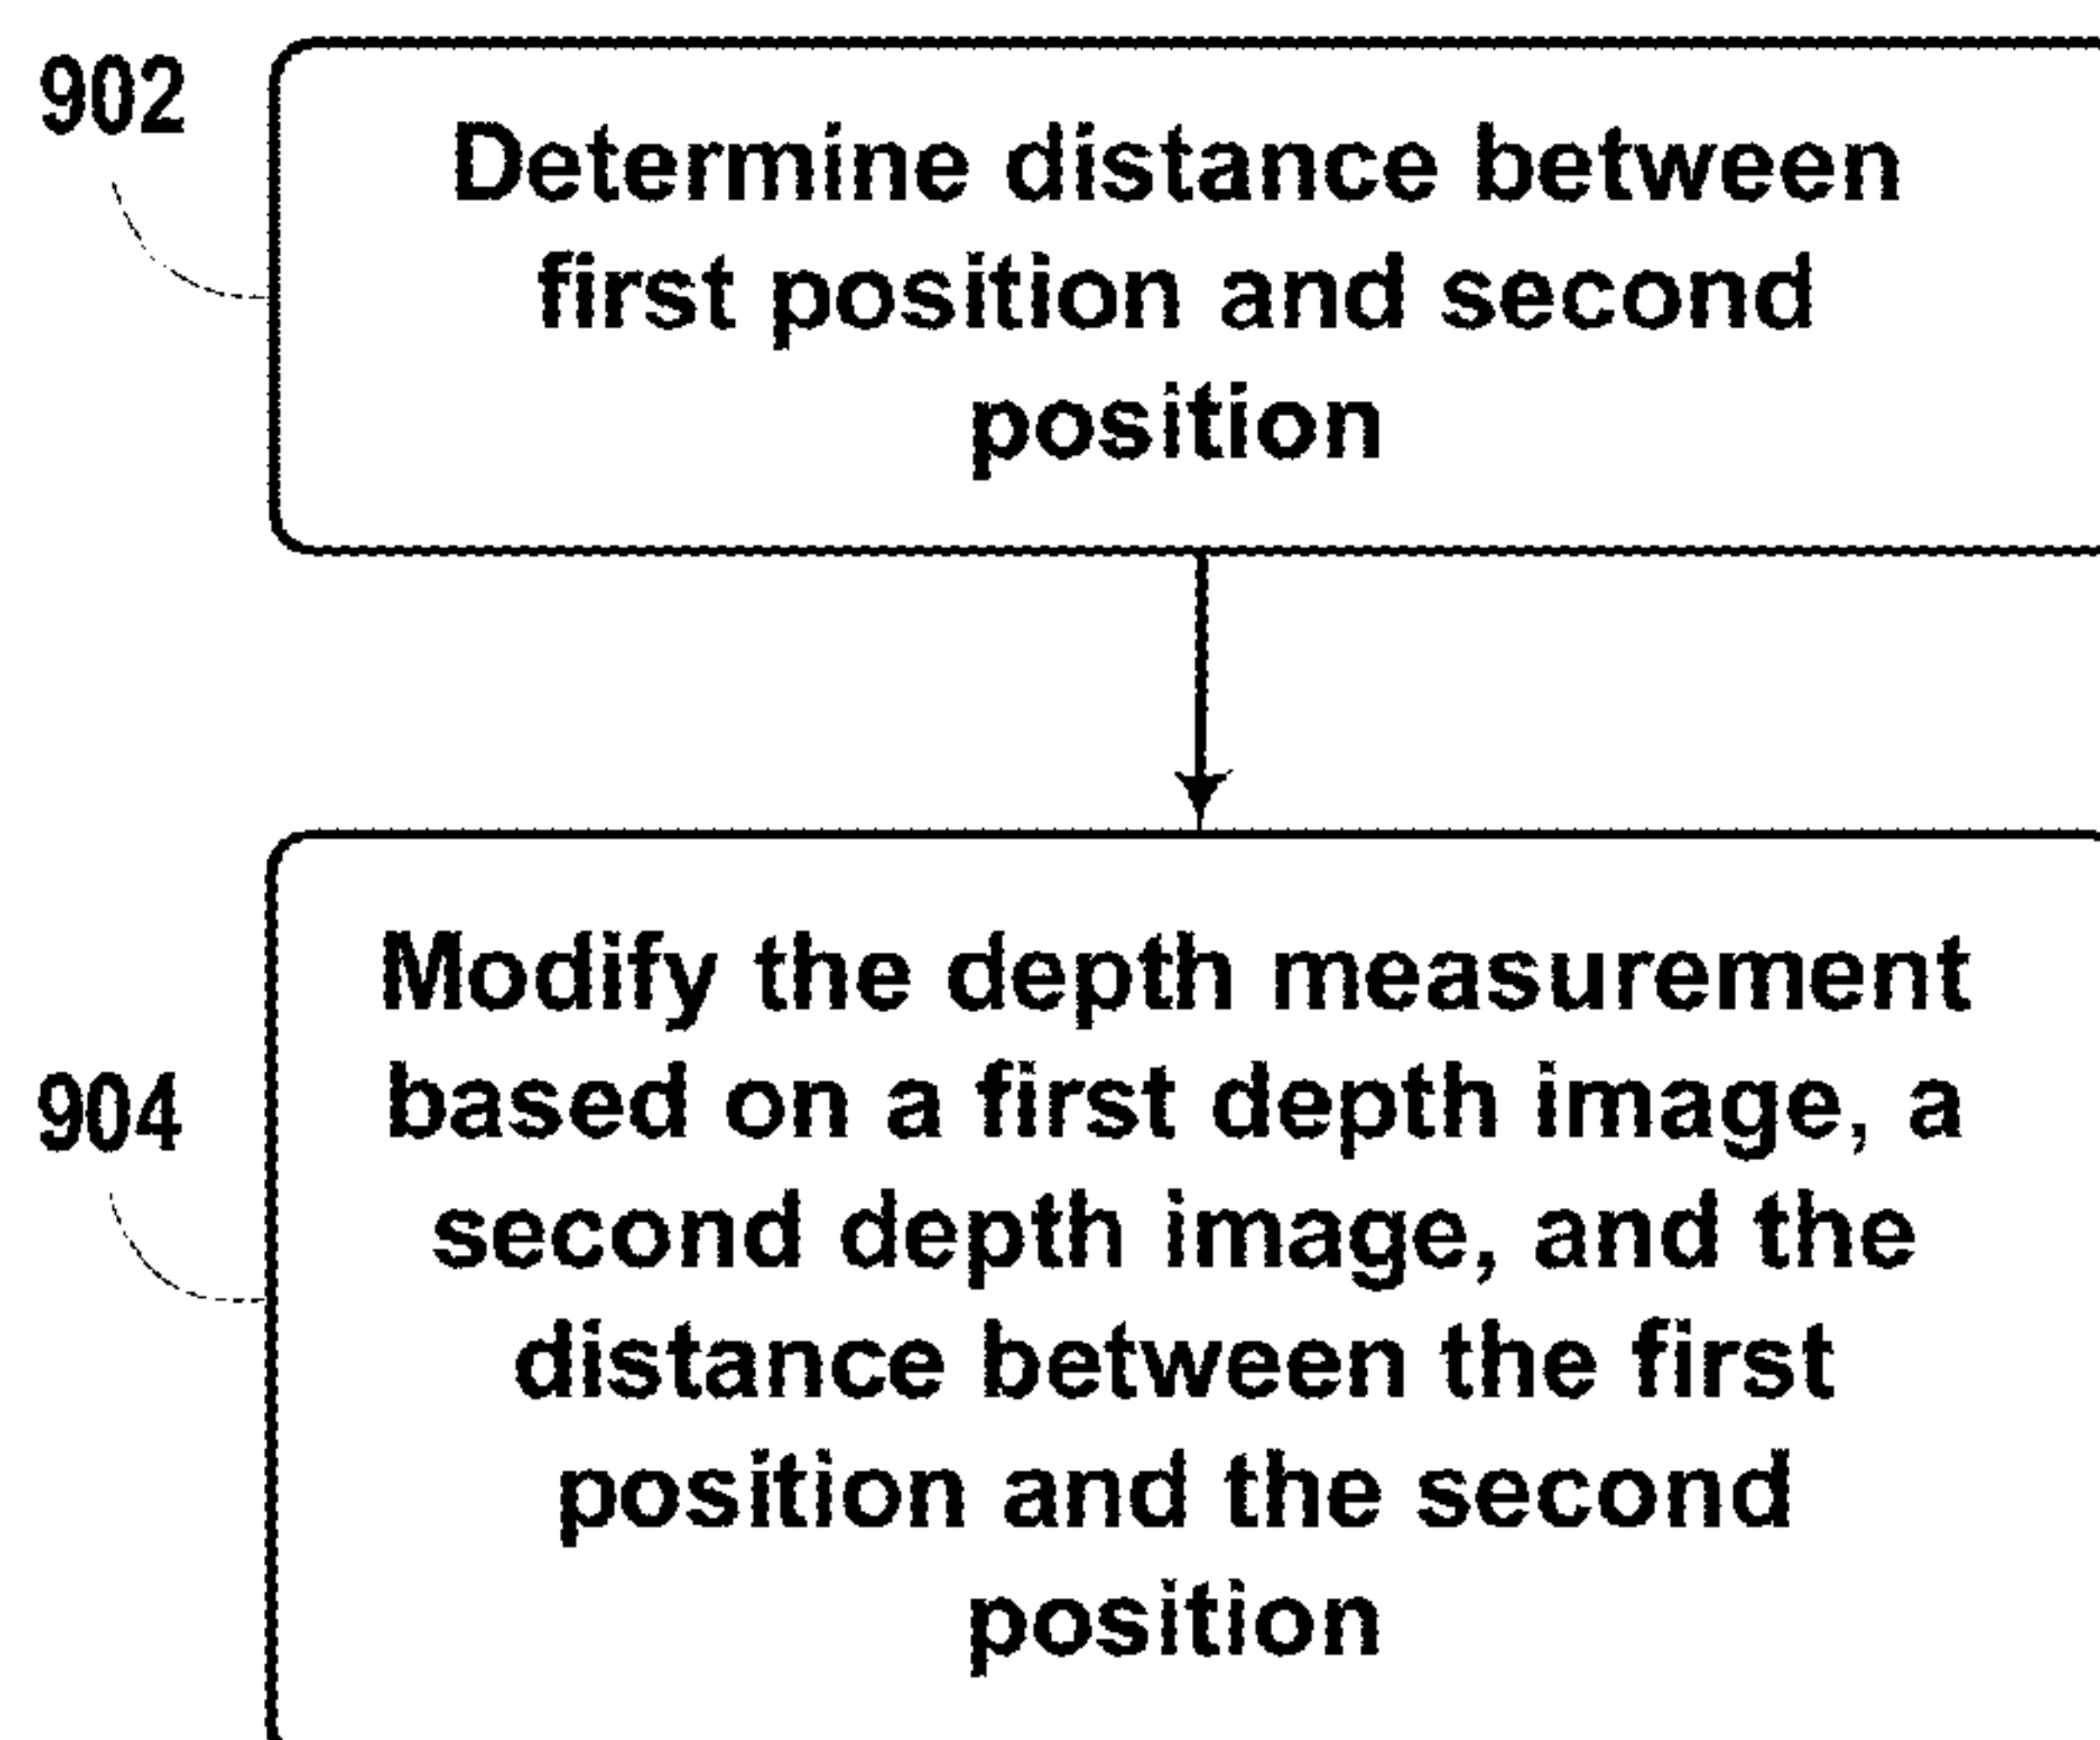 902
Determine distance between
first position and second
position
904
Modify the depth measurement
based on a first depth image, a
second depth image, and the
distance between the first
position and the second
position